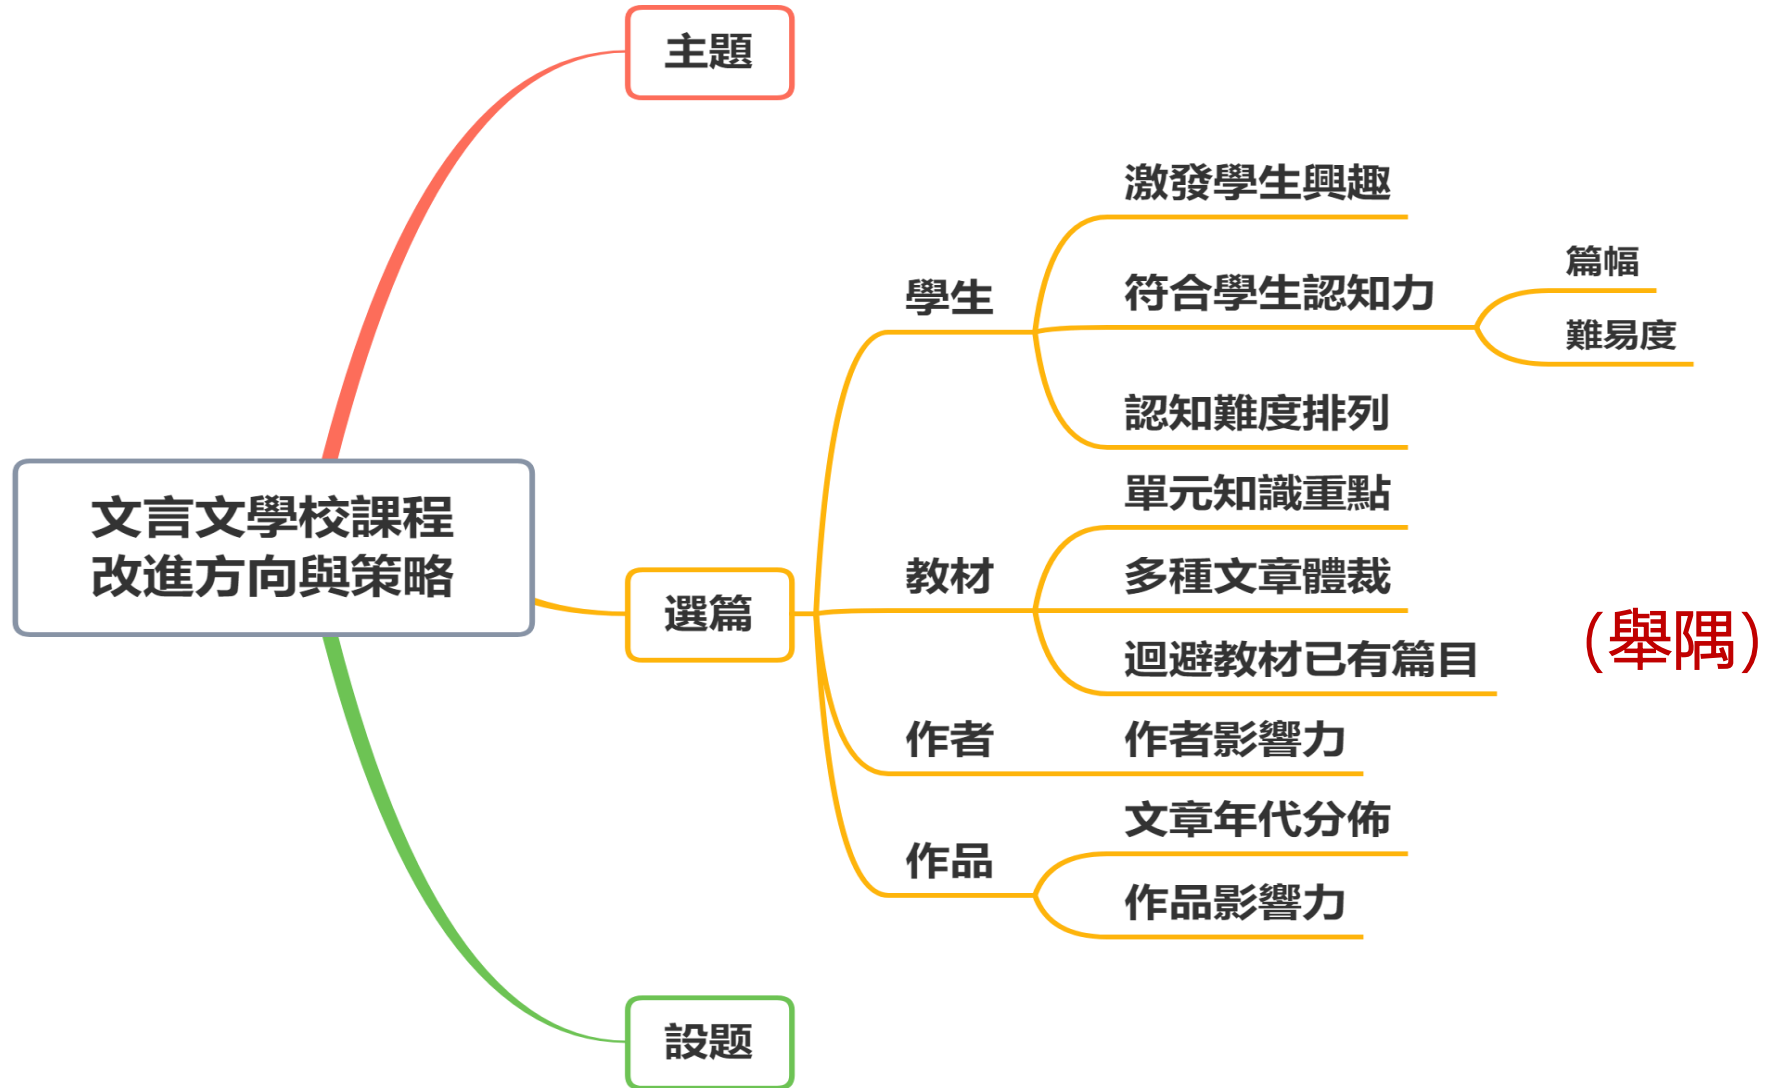 主題
文言文學校課程
改進方向與策略
選篇
學生
激發學生興趣
符合學生認知力
篇幅
難易度
認知難度排列
教材
單元知識重點
多種文章體裁
迴避教材已有篇目
作者
作者影響力
作品
文章年代分佈
作品影響力
(舉隅)
設题